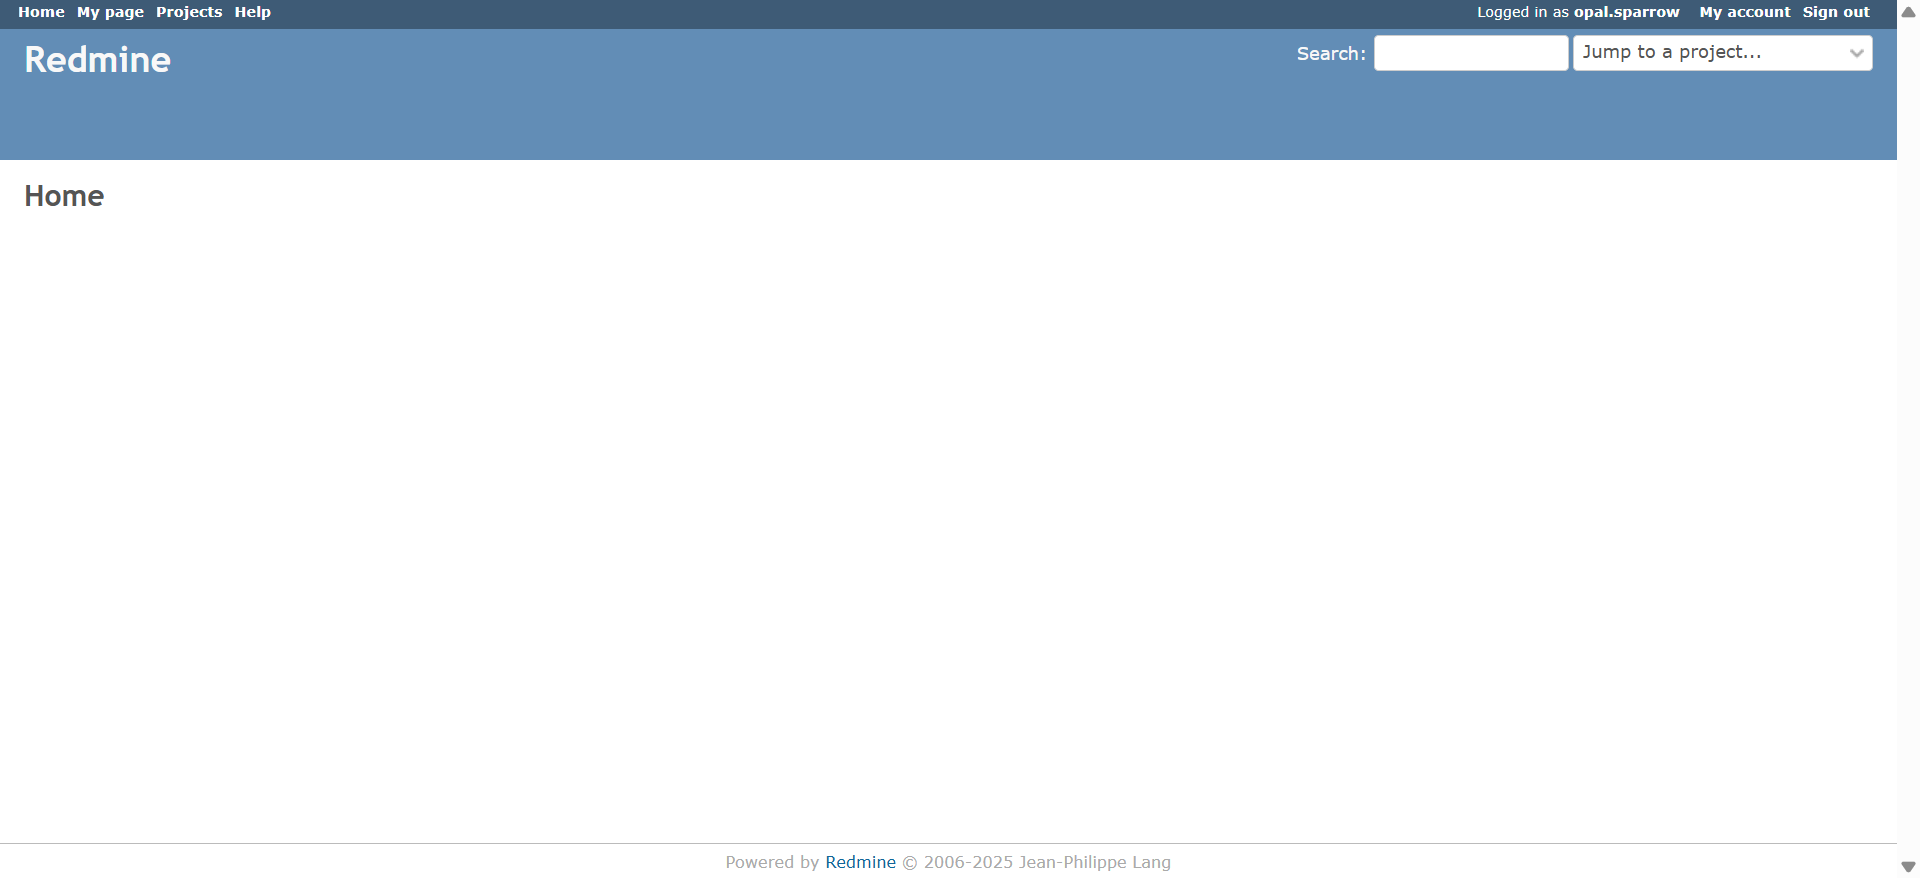 Home My page Projects Help
Logged in as opal.sparrow My account Sign out
Redmine
Search: Jump to a project...
Home
Powered by Redmine © 2006-2025 Jean-Philippe Lang